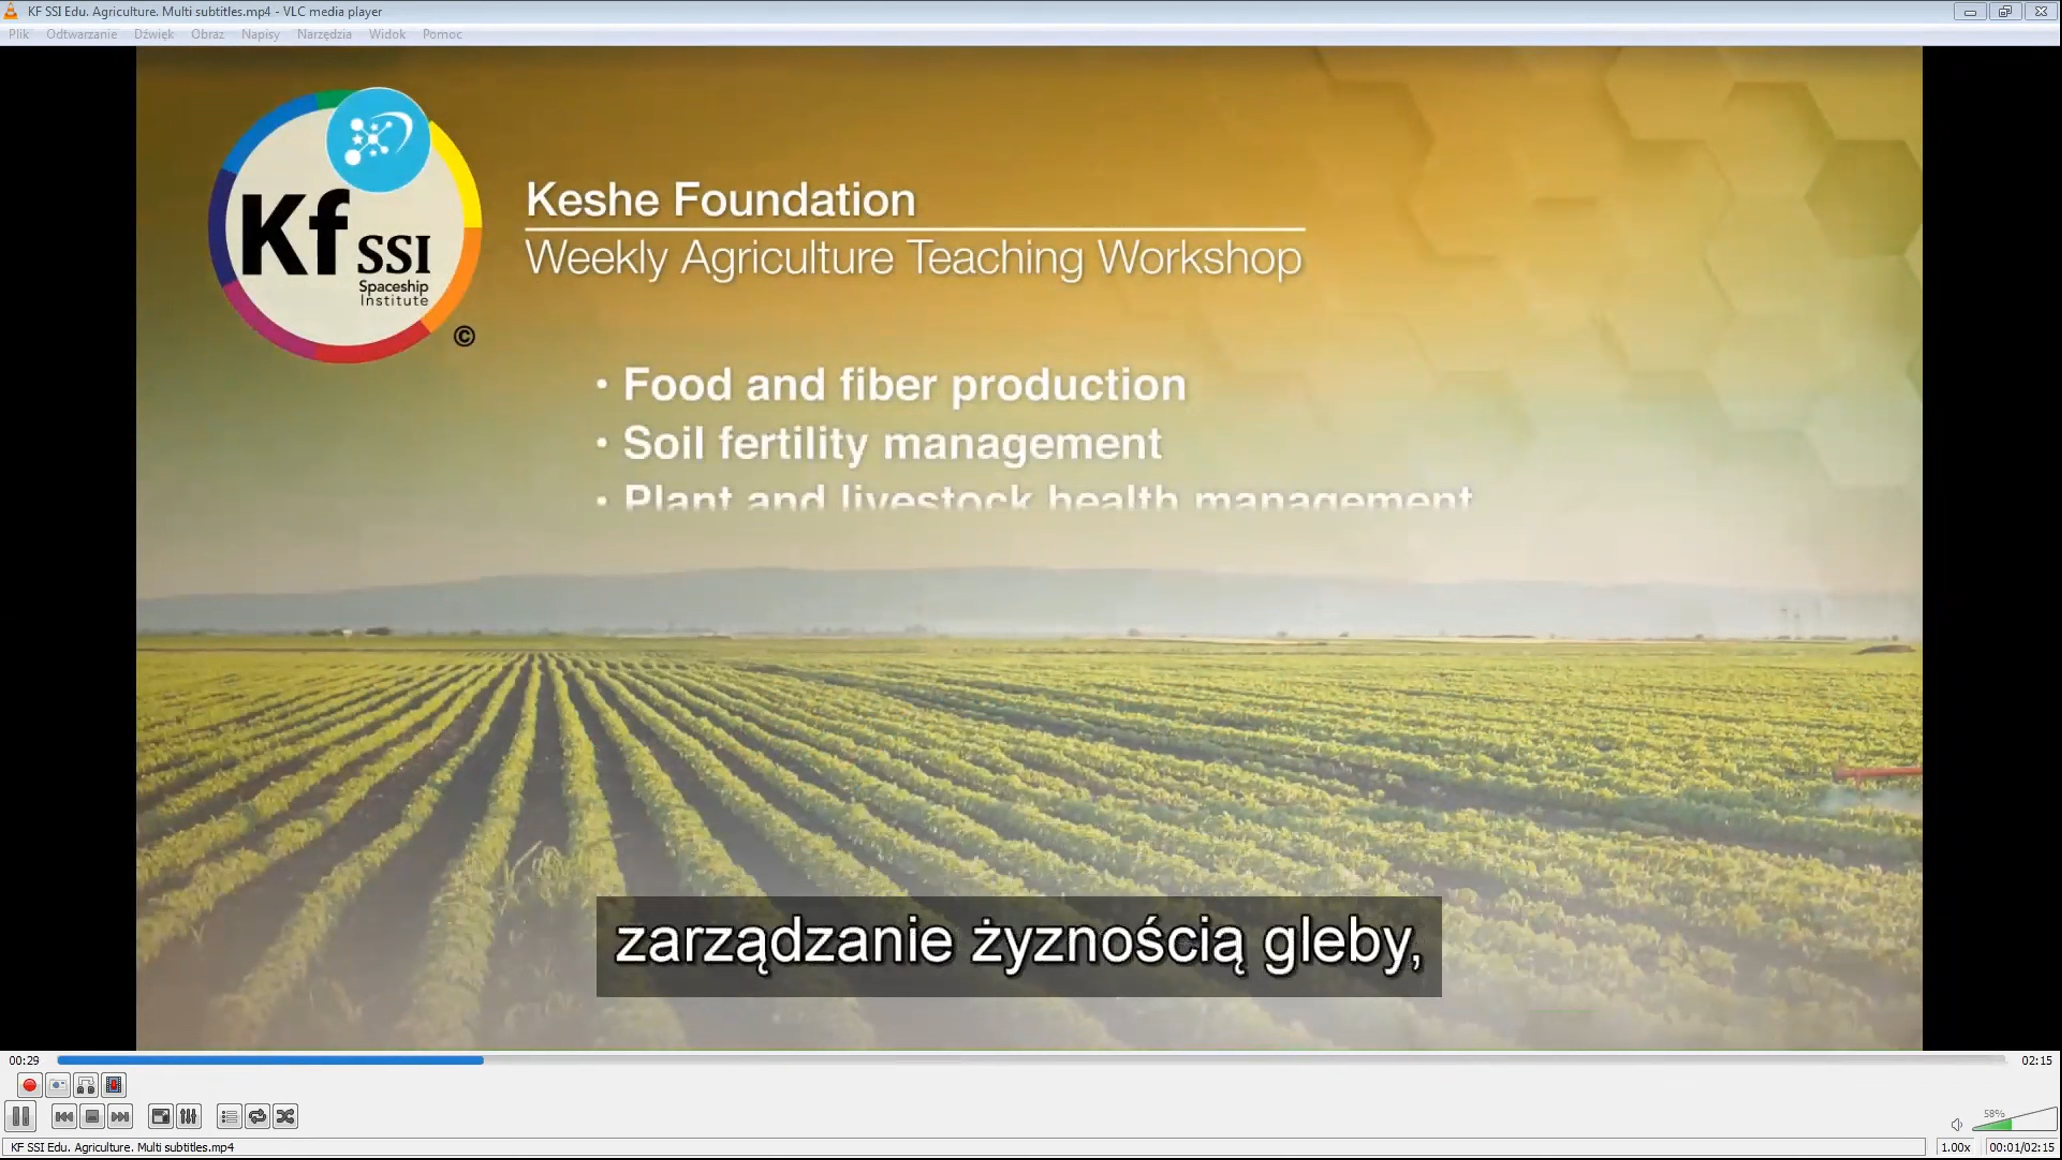 KF SSI Edu. Agriculture. Multi subtitles.mp4 - VLC media player
Plik Odtwarzanie Dźwięk Obraz Napisy Narzędzia Widok Pomoc
Kf SSI
Spaceship
Institute
©
Keshe Foundation
Weekly Agriculture Teaching Workshop
• Food and fiber production
• Soil fertility management
• Plant and livestock health management
zarządzanie żyznością gleby,
00:29 02:15
58%
KF SSI Edu. Agriculture. Multi subtitles.mp4 1.00x 00:01/02:15